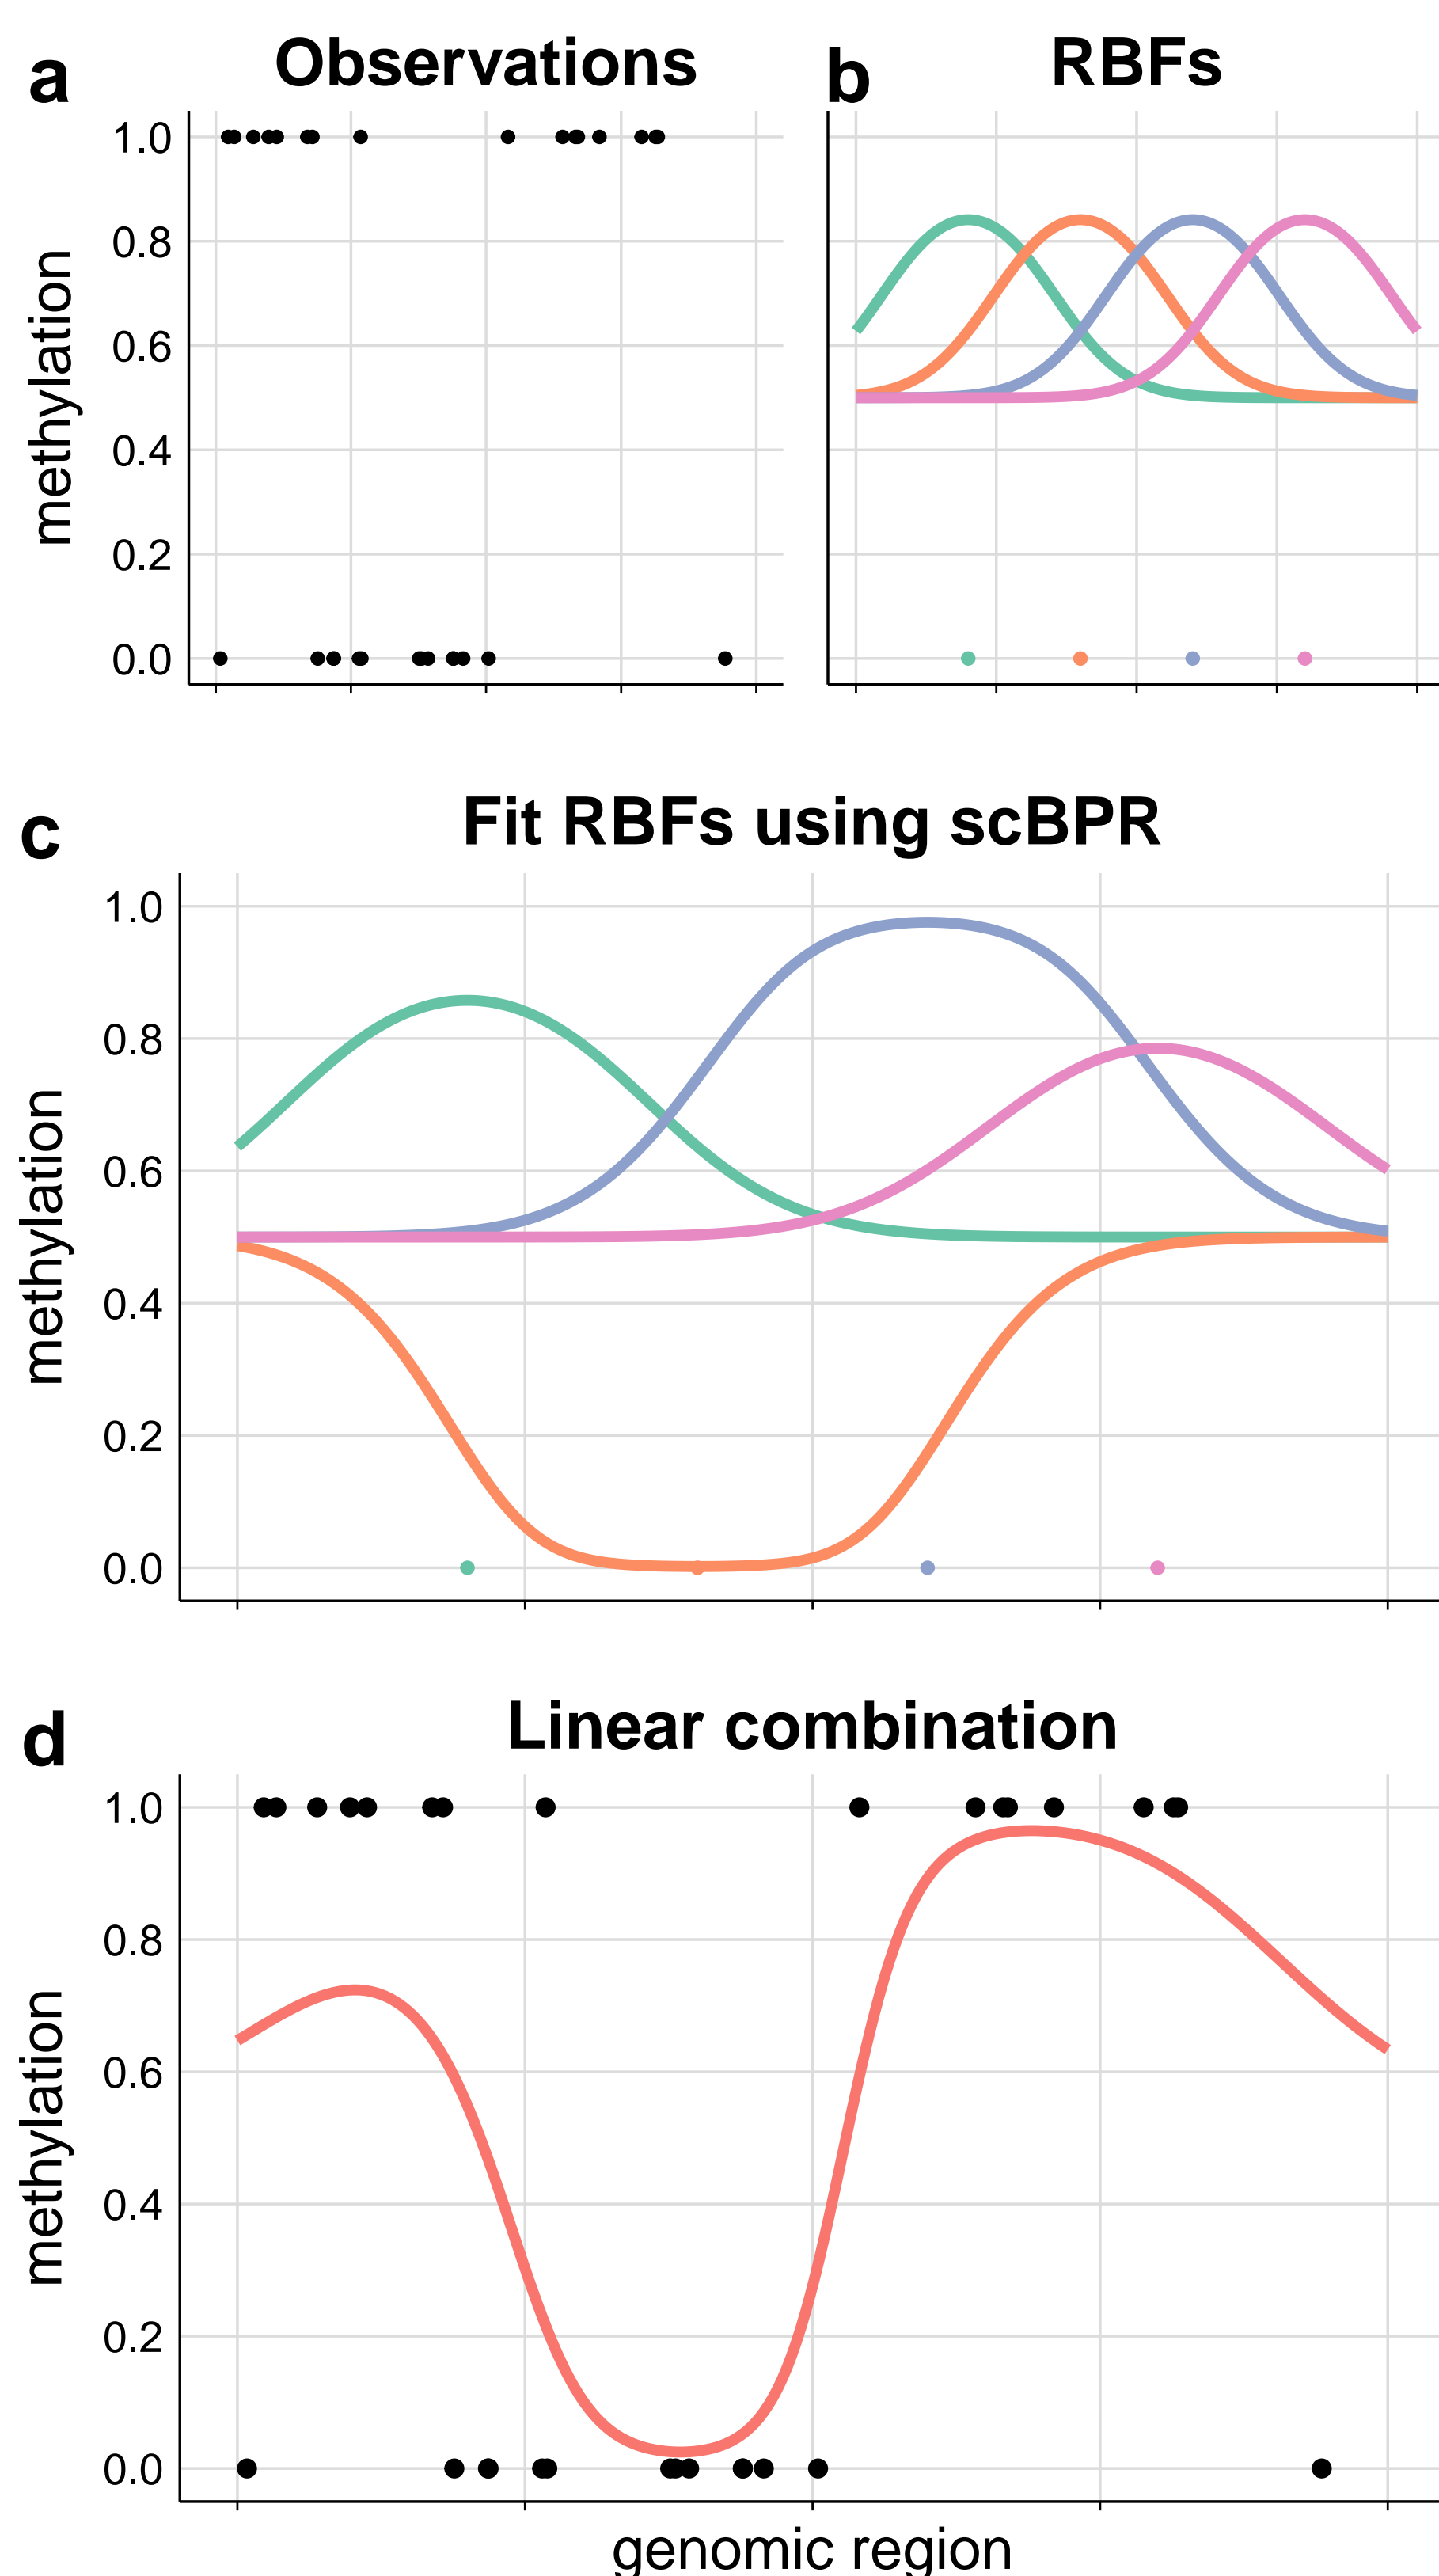 a
Observations
b
RBFs
methylation
1.0
0.8
0.6
0.4
0.2
0.0
c
Fit RBFs using scBPR
methylation
1.0
0.8
0.6
0.4
0.2
0.0
d
Linear combination
methylation
1.0
0.8
0.6
0.4
0.2
0.0
genomic region